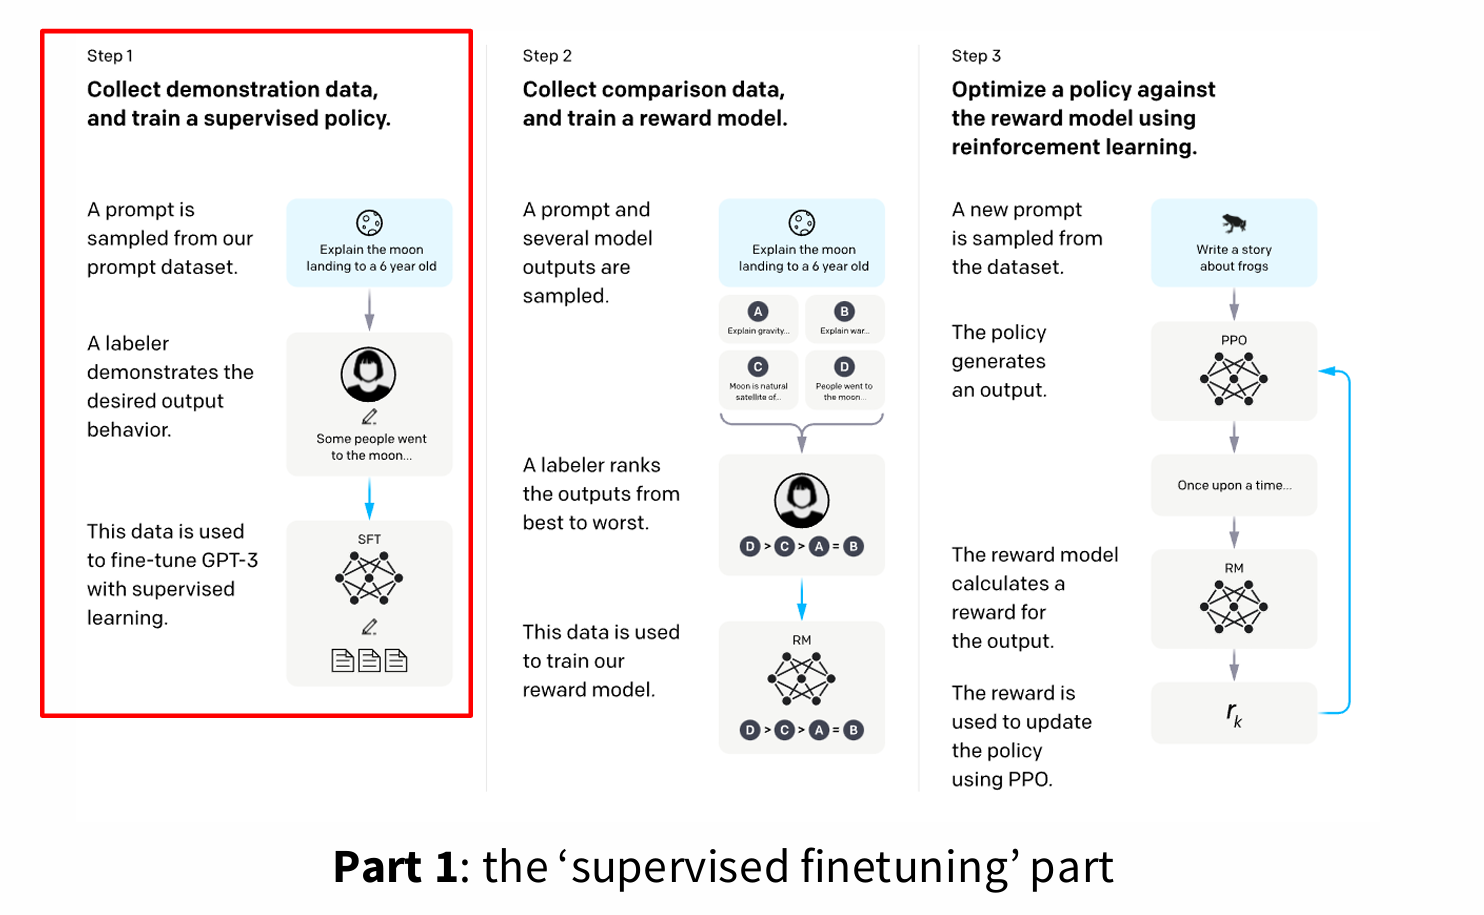 Step 1
Collect demonstration data,
and train a supervised policy.
A prompt is
sampled from our
prompt dataset.
Explain the moon
landing to a 6 year old
A labeler
demonstrates the
desired output
behavior.
Some people went
to the moon...
This data is used
to fine-tune GPT-3
with supervised
learning.
SFT
Step 2
Collect comparison data,
and train a reward model.
A prompt and
several model
outputs are
sampled.
Explain the moon
landing to a 6 year old
A
Explain gravity...
B
Explain war...
C
Moon is natural
satellite of...
D
People went to
the moon...
A labeler ranks
the outputs from
best to worst.
D > C > A = B
This data is used
to train our
reward model.
RM
D > C > A = B
Step 3
Optimize a policy against
the reward model using
reinforcement learning.
A new prompt
is sampled from
the dataset.
Write a story
about frogs
The policy
generates
an output.
PPO
Once upon a time...
The reward model
calculates a
reward for
the output.
RM
The reward is
used to update
the policy
using PPO.
rk
Part 1: the ‘supervised finetuning’ part